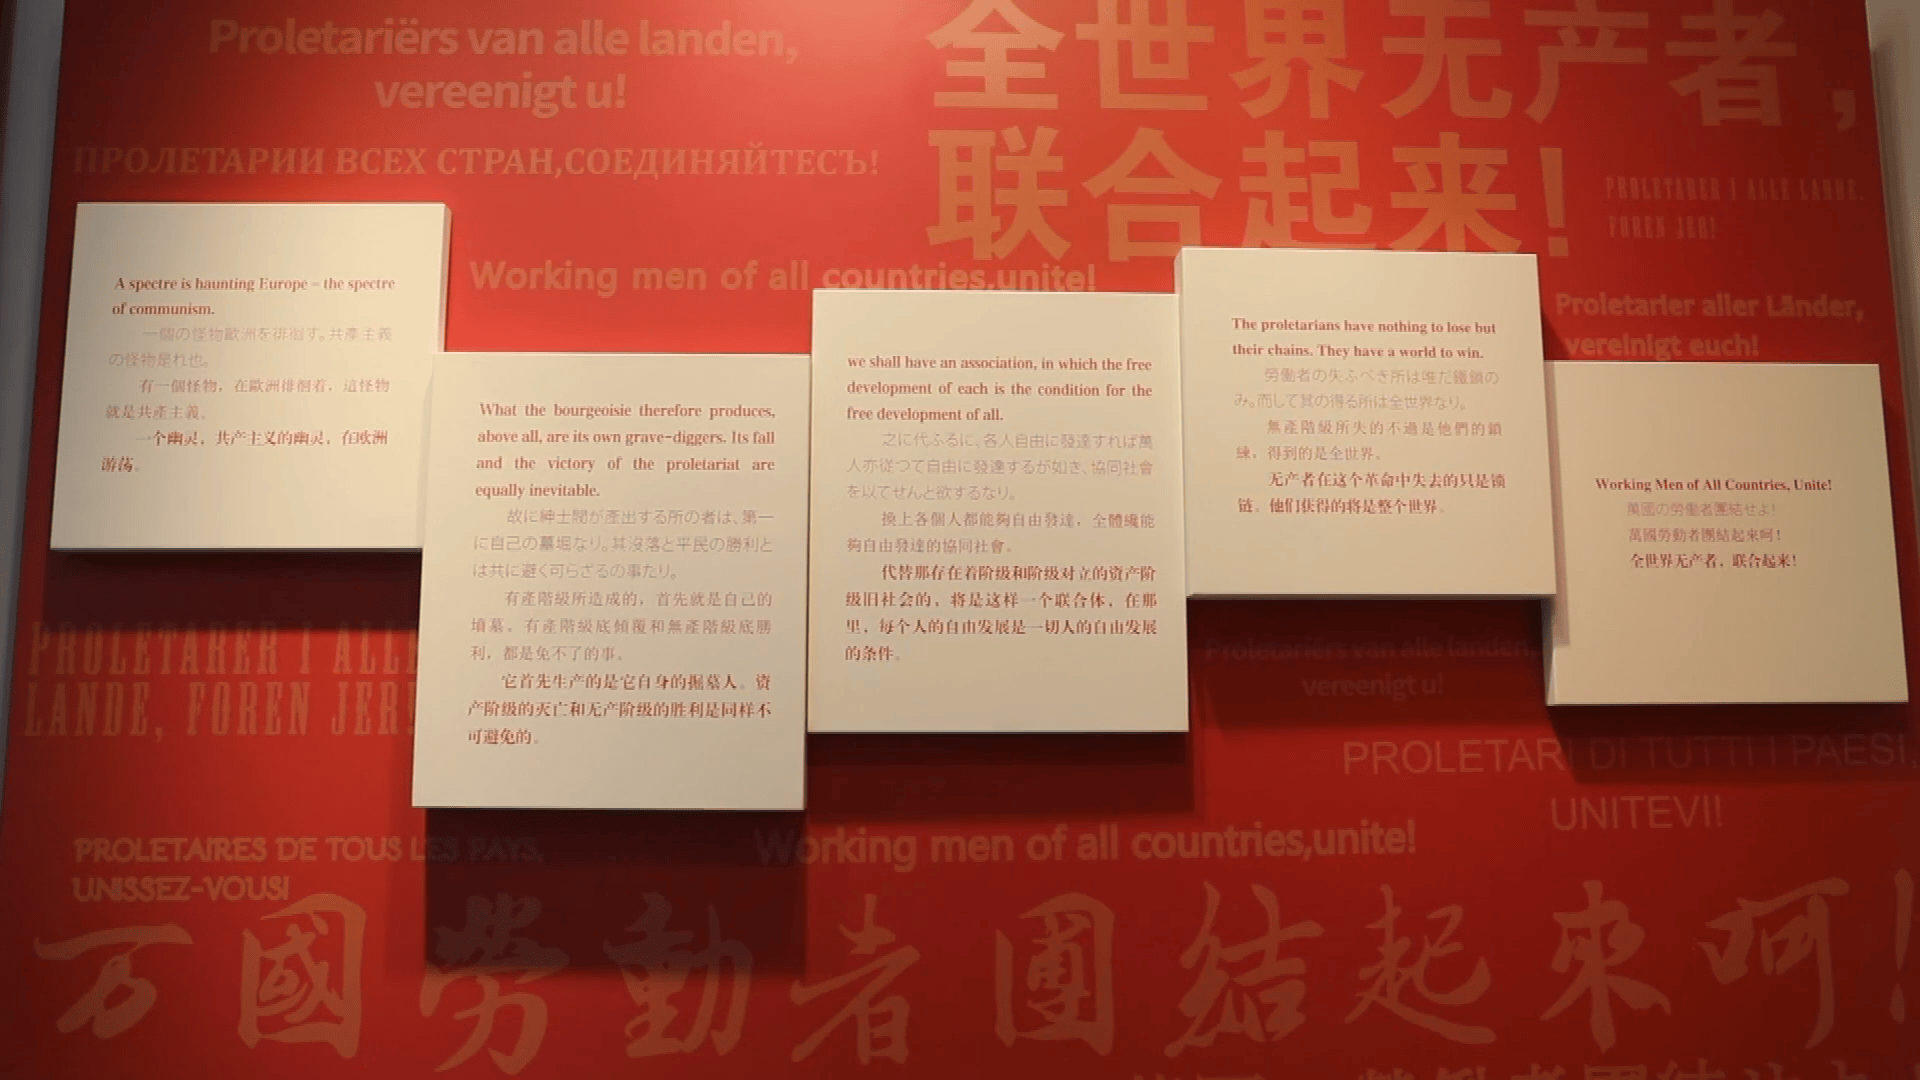 Proletariërs van alle landen,
vereenigt u!
全世界无产者，
联合起来！
ПРОЛЕТАРИИ ВСЕХ СТРАН,СОЕДИНЯЙТЕСЪ!
PROLETARER I ALLE LANDE.
FOREN JER!
Working men of all countries,unite!
Proletarier aller Länder,
vereinigt euch!
A spectre is haunting Europe – the spectre
of communism.
一個の怪物歐洲を徘徊す。共產主義
の怪物是れ也。
有一個怪物，在歐洲徘徊着，這怪物
就是共產主義。
一个幽灵，共产主义的幽灵，在欧洲
游荡。
What the bourgeoisie therefore produces,
above all, are its own grave-diggers. Its fall
and the victory of the proletariat are
equally inevitable.
故に紳士閥が產出する所の者は、第一
に自己の墓堀なり。其沒落と平民の勝利と
は共に避く可らざるの事たり。
有產階級所造成的，首先就是自己的
墳墓。有產階級底傾覆和無產階級底勝
利，都是免不了的事。
它首先生产的是它自身的掘墓人。资
产阶级的灭亡和无产阶级的胜利是同样不
可避免的。
we shall have an association, in which the free
development of each is the condition for the
free development of all.
之に代ふるに、各人自由に發達すれば萬
人亦從つて自由に發達するが如き、協同社會
を以てせんと欲するなり。
換上各個人都能夠自由發達，全體纔能
夠自由發達的協同社會。
代替那存在着阶级和阶级对立的资产阶
级旧社会的，将是这样一个联合体，在那
里，每个人的自由发展是一切人的自由发展
的条件。
The proletarians have nothing to lose but
their chains. They have a world to win.
勞働者の失ふべき所は唯だ鐵鎖の
み。而して其の得る所は全世界なり。
無產階級所失的不過是他們的鎖
練，得到的是全世界。
无产者在这个革命中失去的只是锁
链。他们获得的将是整个世界。
Working Men of All Countries, Unite!
萬國の勞働者團結せよ！
萬國勞動者團結起來呵！
全世界无产者，联合起来！
PROLETARER I ALLE
LANDE, FOREN JER!
Proletariërs van alle landen,
vereenigt u!
PROLETARI DI TUTTI I PAESI,
UNITEVI!
PROLETAIRES DE TOUS LES PAYS,
UNISSEZ-VOUS!
Working men of all countries,unite!
万國勞動者團結起來呵！